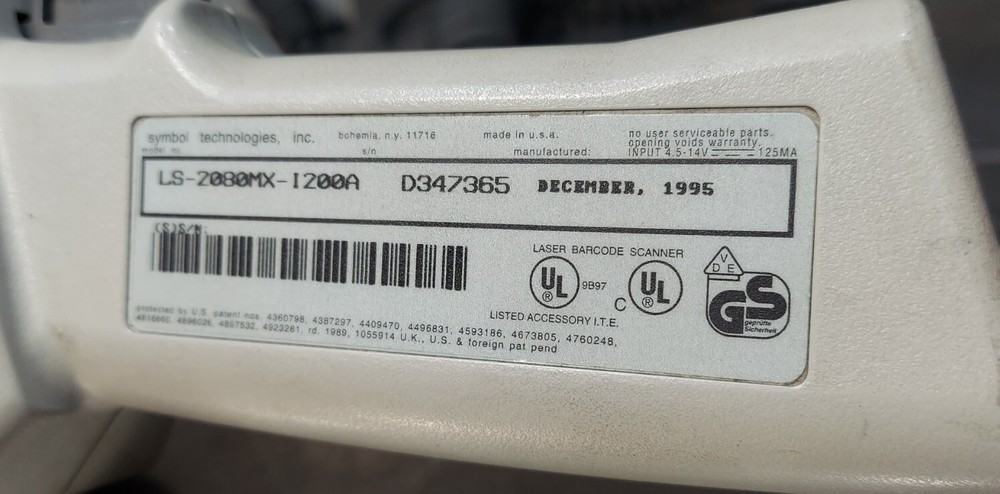 symbol technologies, inc. bohemia, n.y. 11716 made in u.s.a. no user serviceable parts.
opening voids warranty.
model no. s/n manufactured: INPUT 4.5-14V 125MA
LS-2080MX-I200A D347365 DECEMBER, 1995
(S)S/N:
LASER BARCODE SCANNER
UL ® 9B97 C UL ®
LISTED ACCESSORY I.T.E.
VDE
GS
geprüfte
Sicherheit
protected by U.S. patent nos. 4360798, 4387297, 4409470, 4496831, 4593186, 4673805, 4760248,
4816660, 4896026, 4897532, 4923281, rd. 1989, 1055914 U.K., U.S. & foreign pat pend